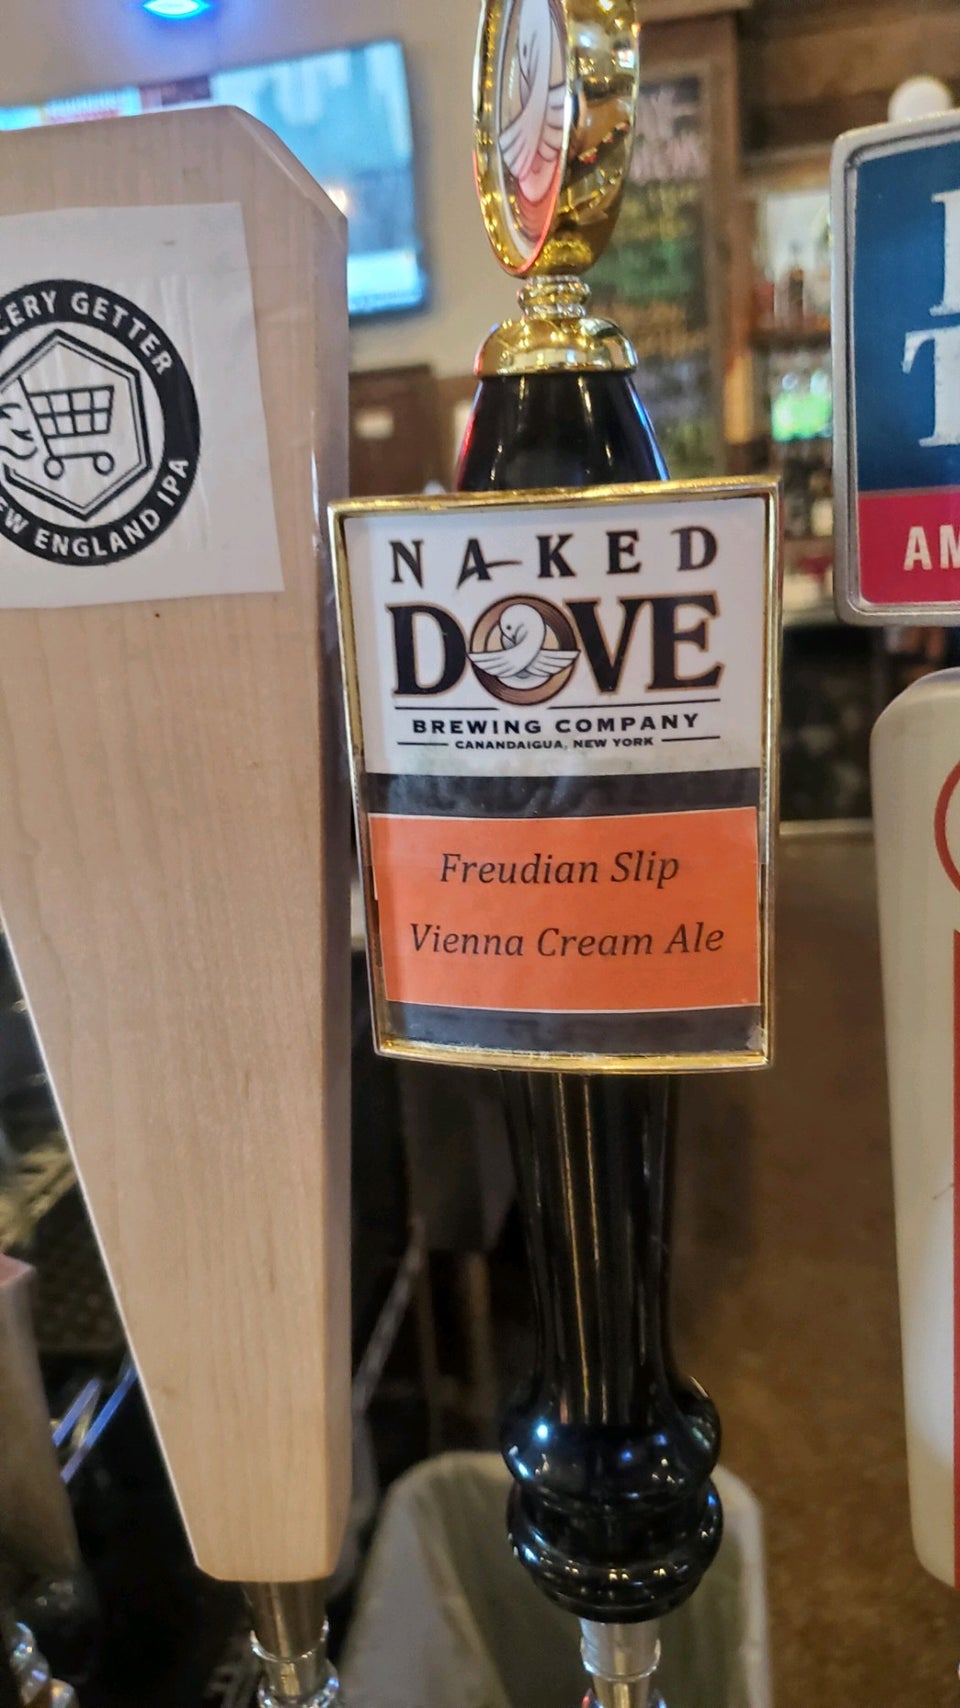 CERY GETTER
EW ENGLAND IPA
NAKED
DOVE
BREWING COMPANY
CANANDAIGUA, NEW YORK
Freudian Slip
Vienna Cream Ale
AM